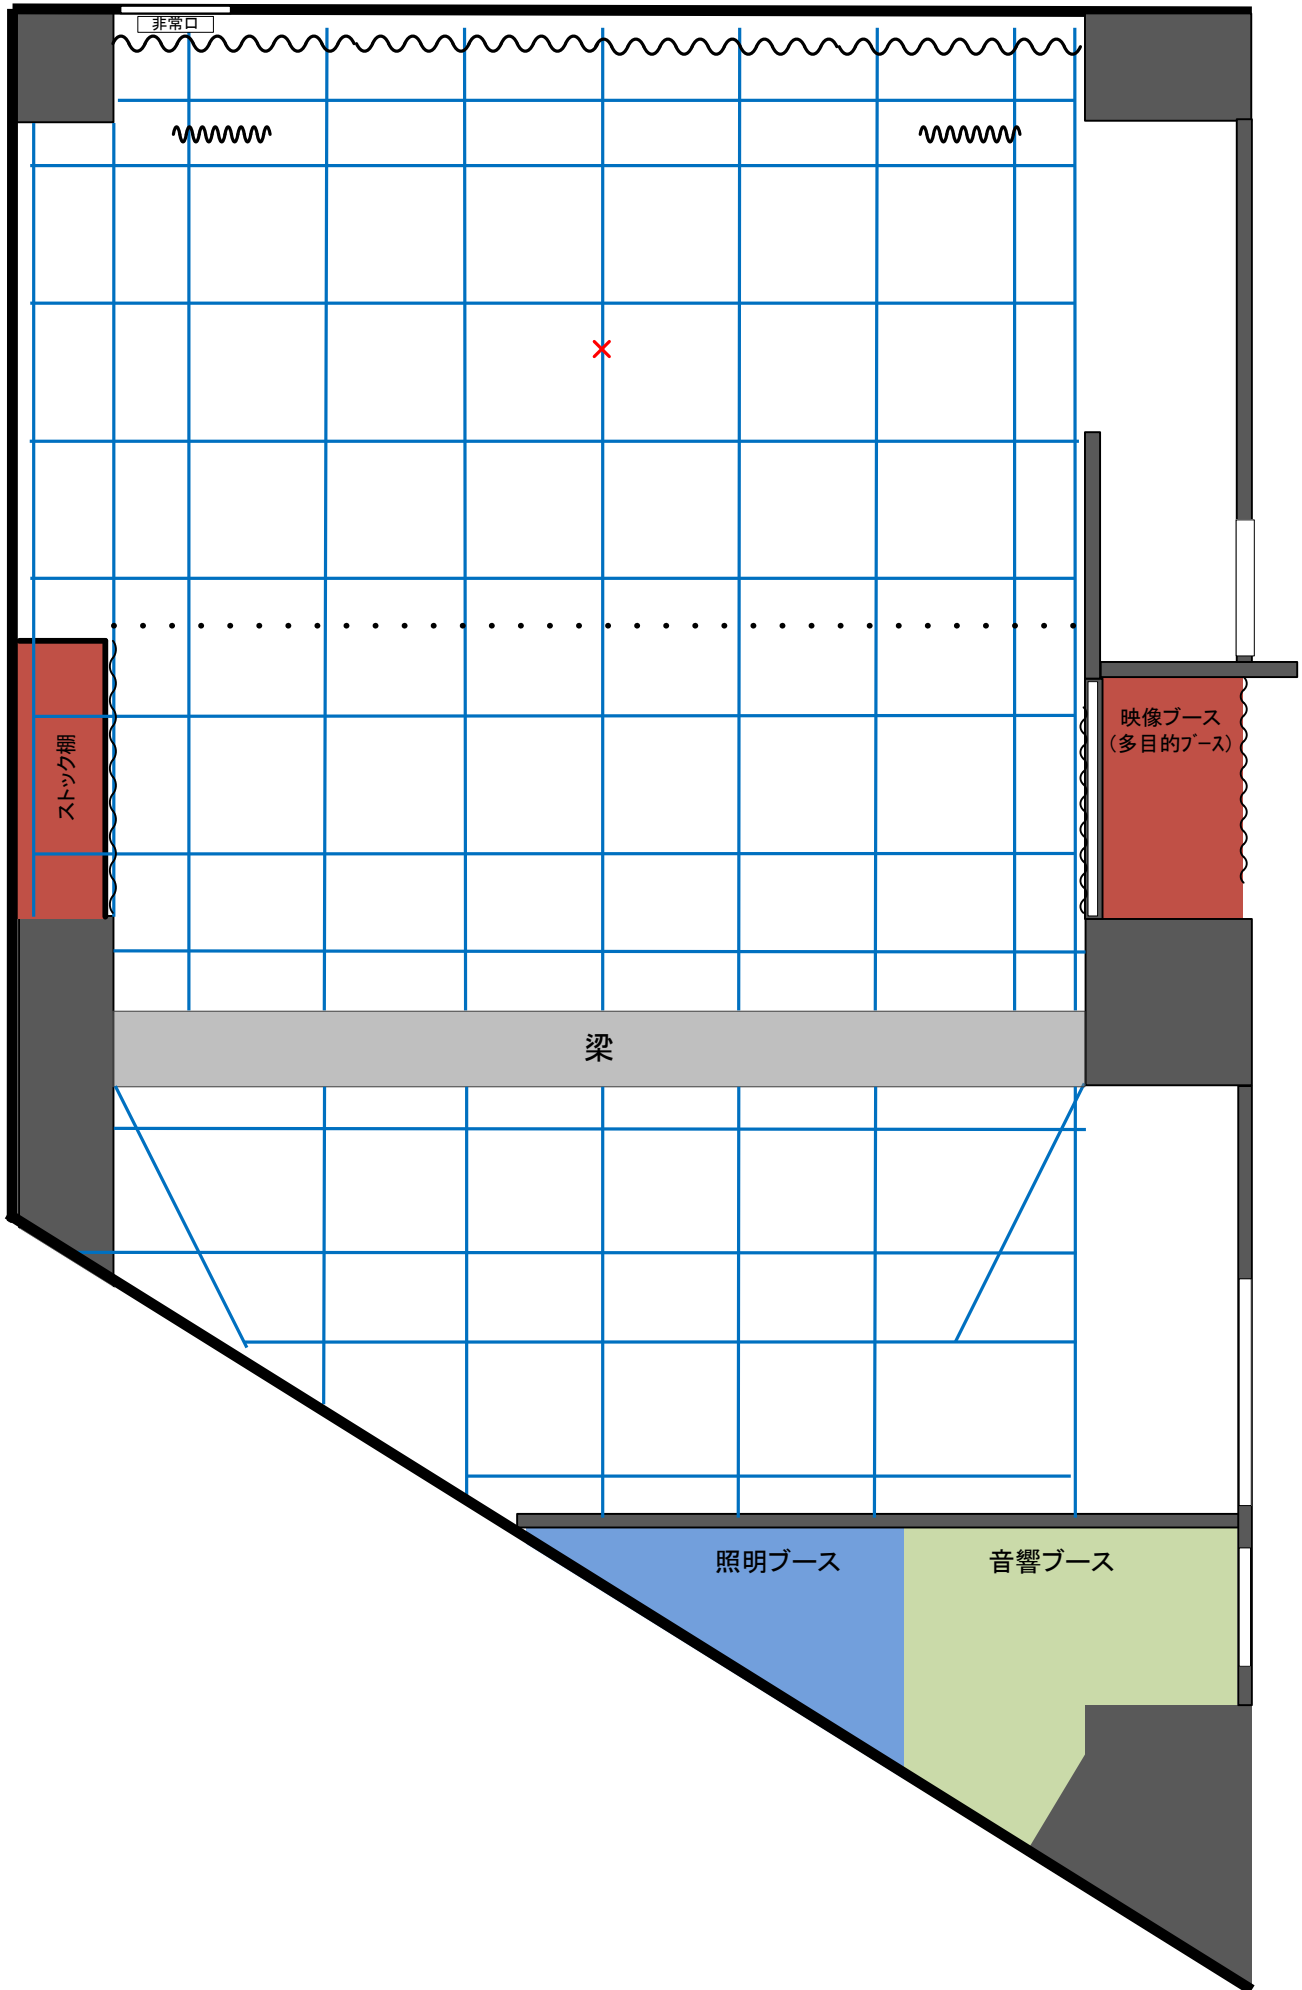 非常口
ストック棚
映像ブース
（多目的ブース）
梁
照明ブース
音響ブース